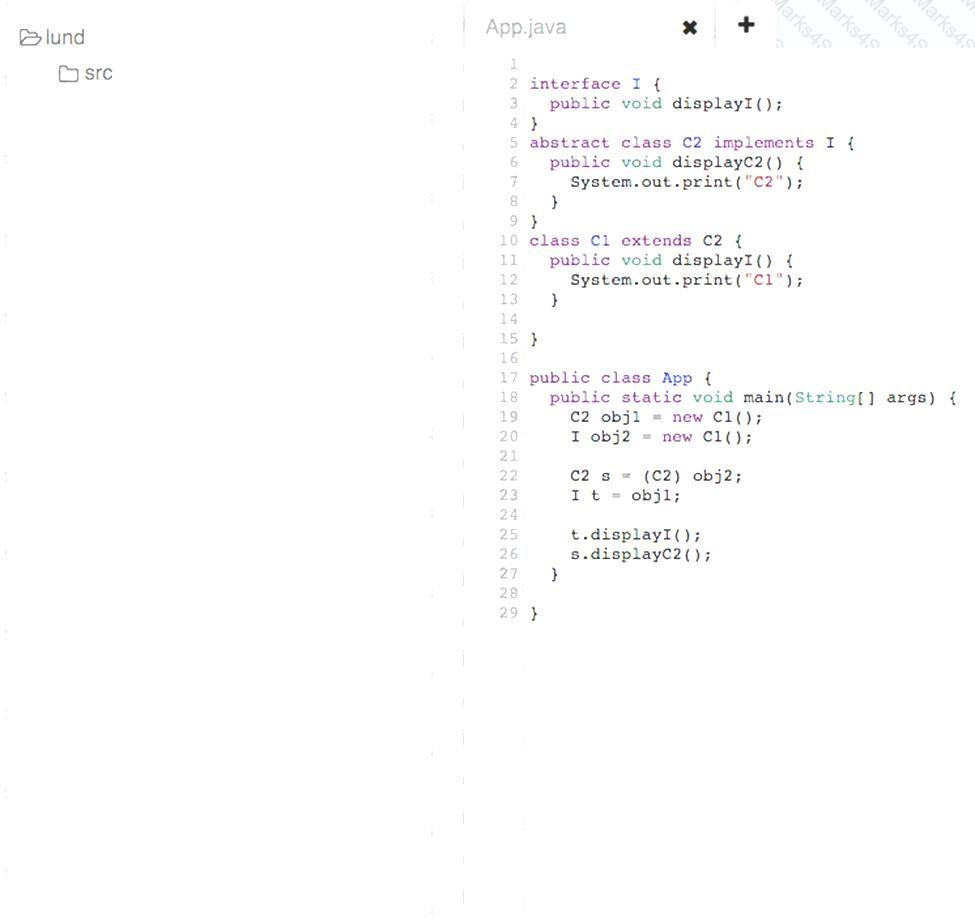 lund
src
App.java
Marks4S Marks4S Marks4S Marks4S
1
2 interface I {
3 public void displayI();
4 }
5 abstract class C2 implements I {
6 public void displayC2() {
7 System.out.print("C2");
8 }
9 }
10 class C1 extends C2 {
11 public void displayI() {
12 System.out.print("C1");
13 }
14
15 }
16
17 public class App {
18 public static void main(String[] args) {
19 C2 obj1 = new C1();
20 I obj2 = new C1();
21
22 C2 s = (C2) obj2;
23 I t = obj1;
24
25 t.displayI();
26 s.displayC2();
27 }
28
29 }